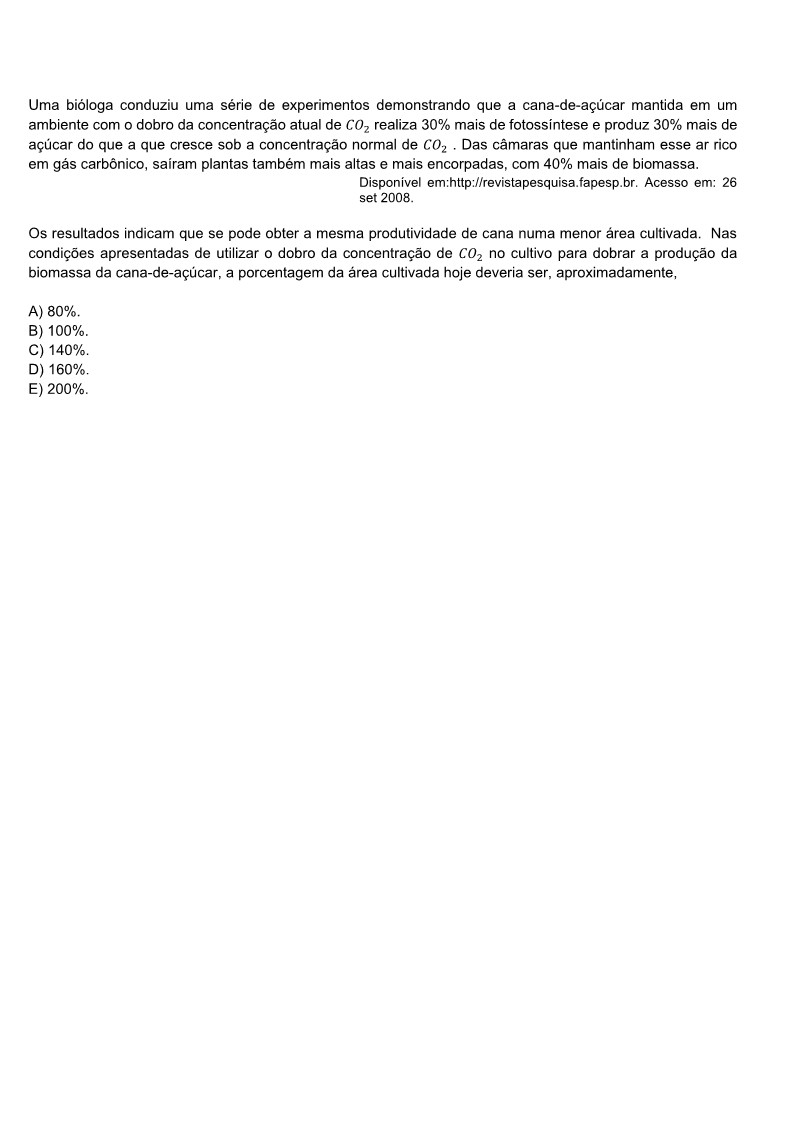 Uma bióloga conduziu uma série de experimentos demonstrando que a cana-de-açúcar mantida em um
ambiente com o dobro da concentração atual de CO₂ realiza 30% mais de fotossíntese e produz 30% mais de
açúcar do que a que cresce sob a concentração normal de CO₂ . Das câmaras que mantinham esse ar rico
em gás carbônico, saíram plantas também mais altas e mais encorpadas, com 40% mais de biomassa.
Disponível em:http://revistapesquisa.fapesp.br. Acesso em: 26
set 2008.
Os resultados indicam que se pode obter a mesma produtividade de cana numa menor área cultivada. Nas
condições apresentadas de utilizar o dobro da concentração de CO₂ no cultivo para dobrar a produção da
biomassa da cana-de-açúcar, a porcentagem da área cultivada hoje deveria ser, aproximadamente,
A) 80%.
B) 100%.
C) 140%.
D) 160%.
E) 200%.